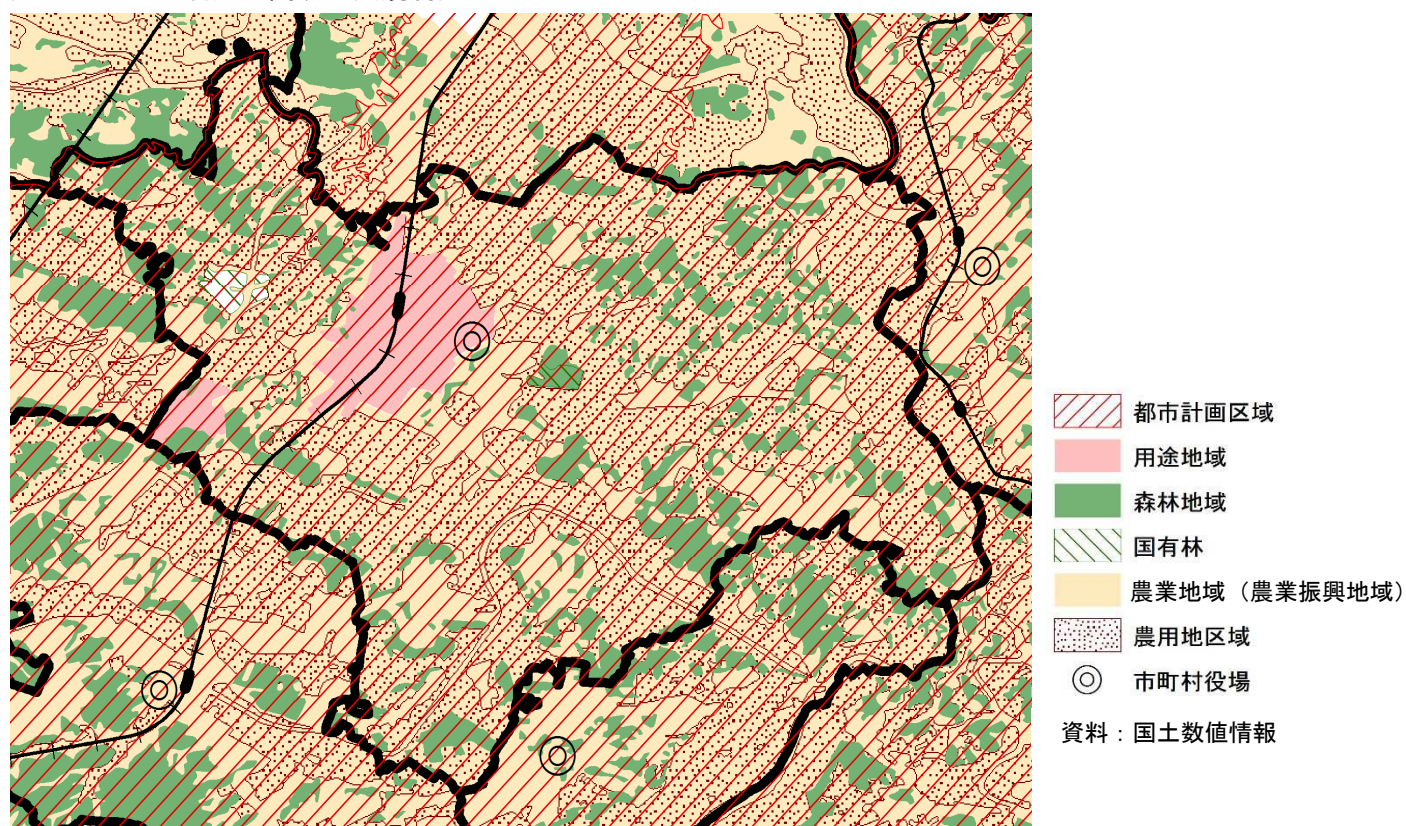 都市計画区域
用途地域
森林地域
国有林
農業地域（農業振興地域）
農用地区域
市町村役場
資料：国土数値情報